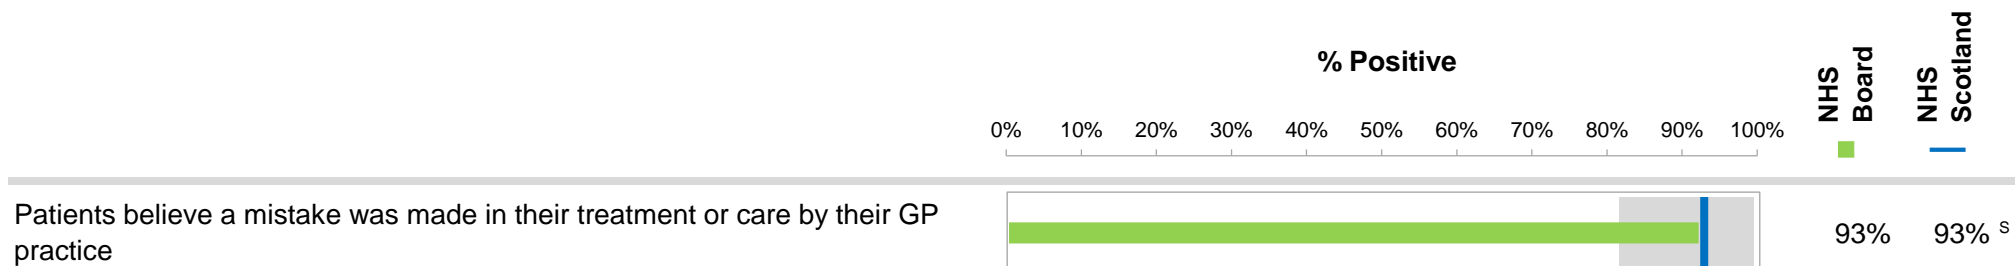 % Positive
NHS
Board
NHS
Scotland
0% 10% 20% 30% 40% 50% 60% 70% 80% 90% 100%
Patients believe a mistake was made in their treatment or care by their GP
practice
93% 93% S